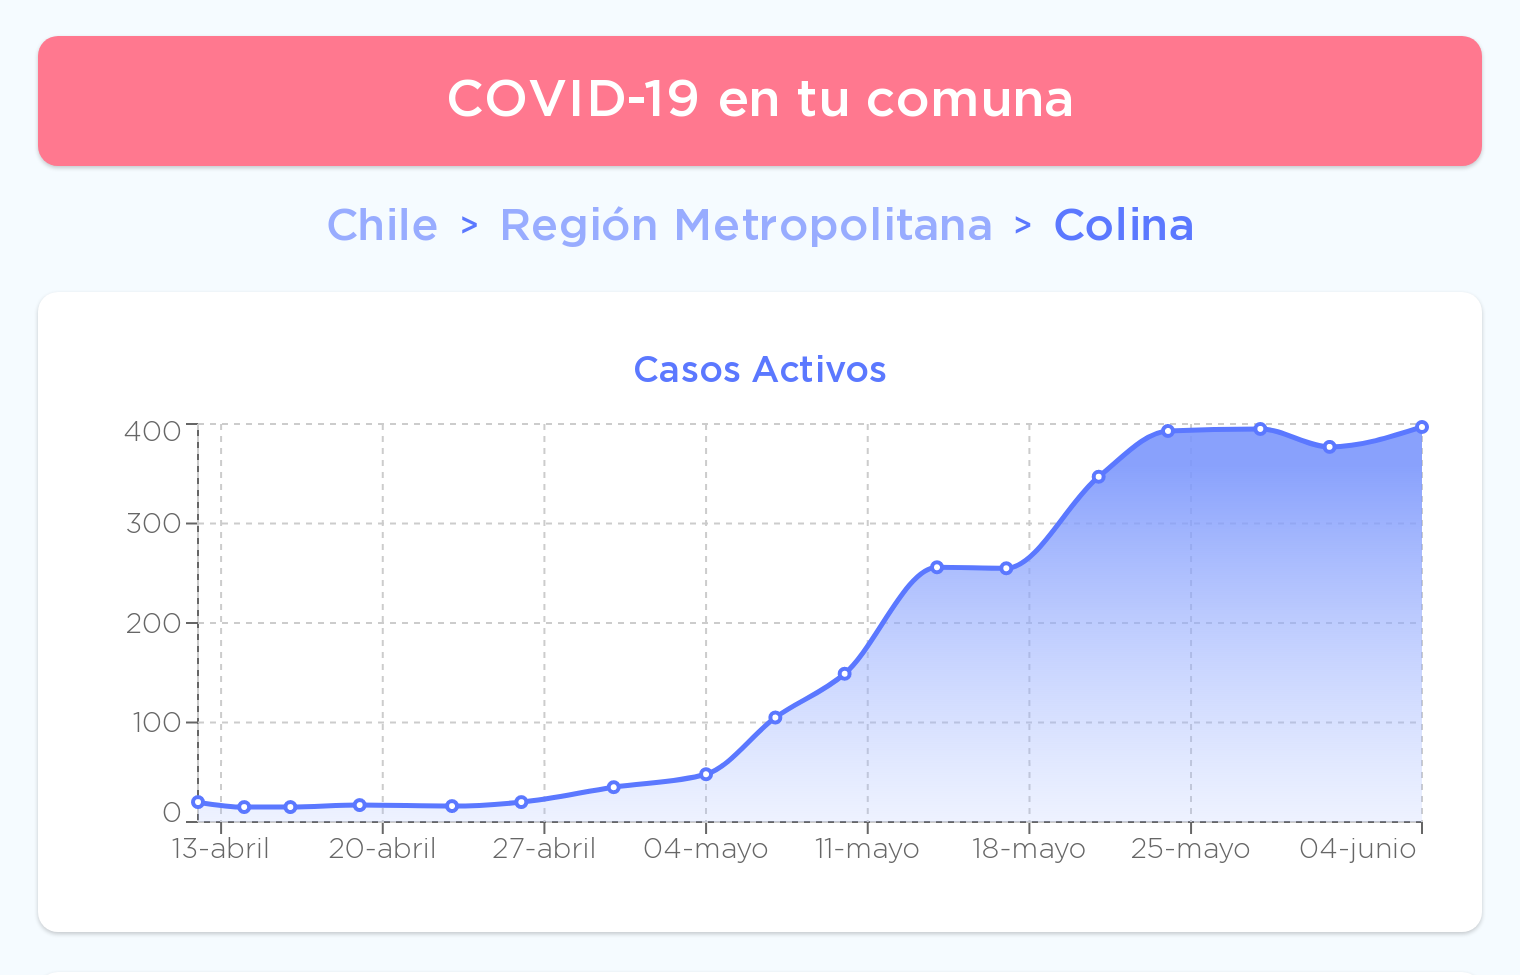 COVID-19 en tu comuna
Chile > Región Metropolitana > Colina
Casos Activos
400
300
200
100
0
13-abril 20-abril 27-abril 04-mayo 11-mayo 18-mayo 25-mayo 04-junio